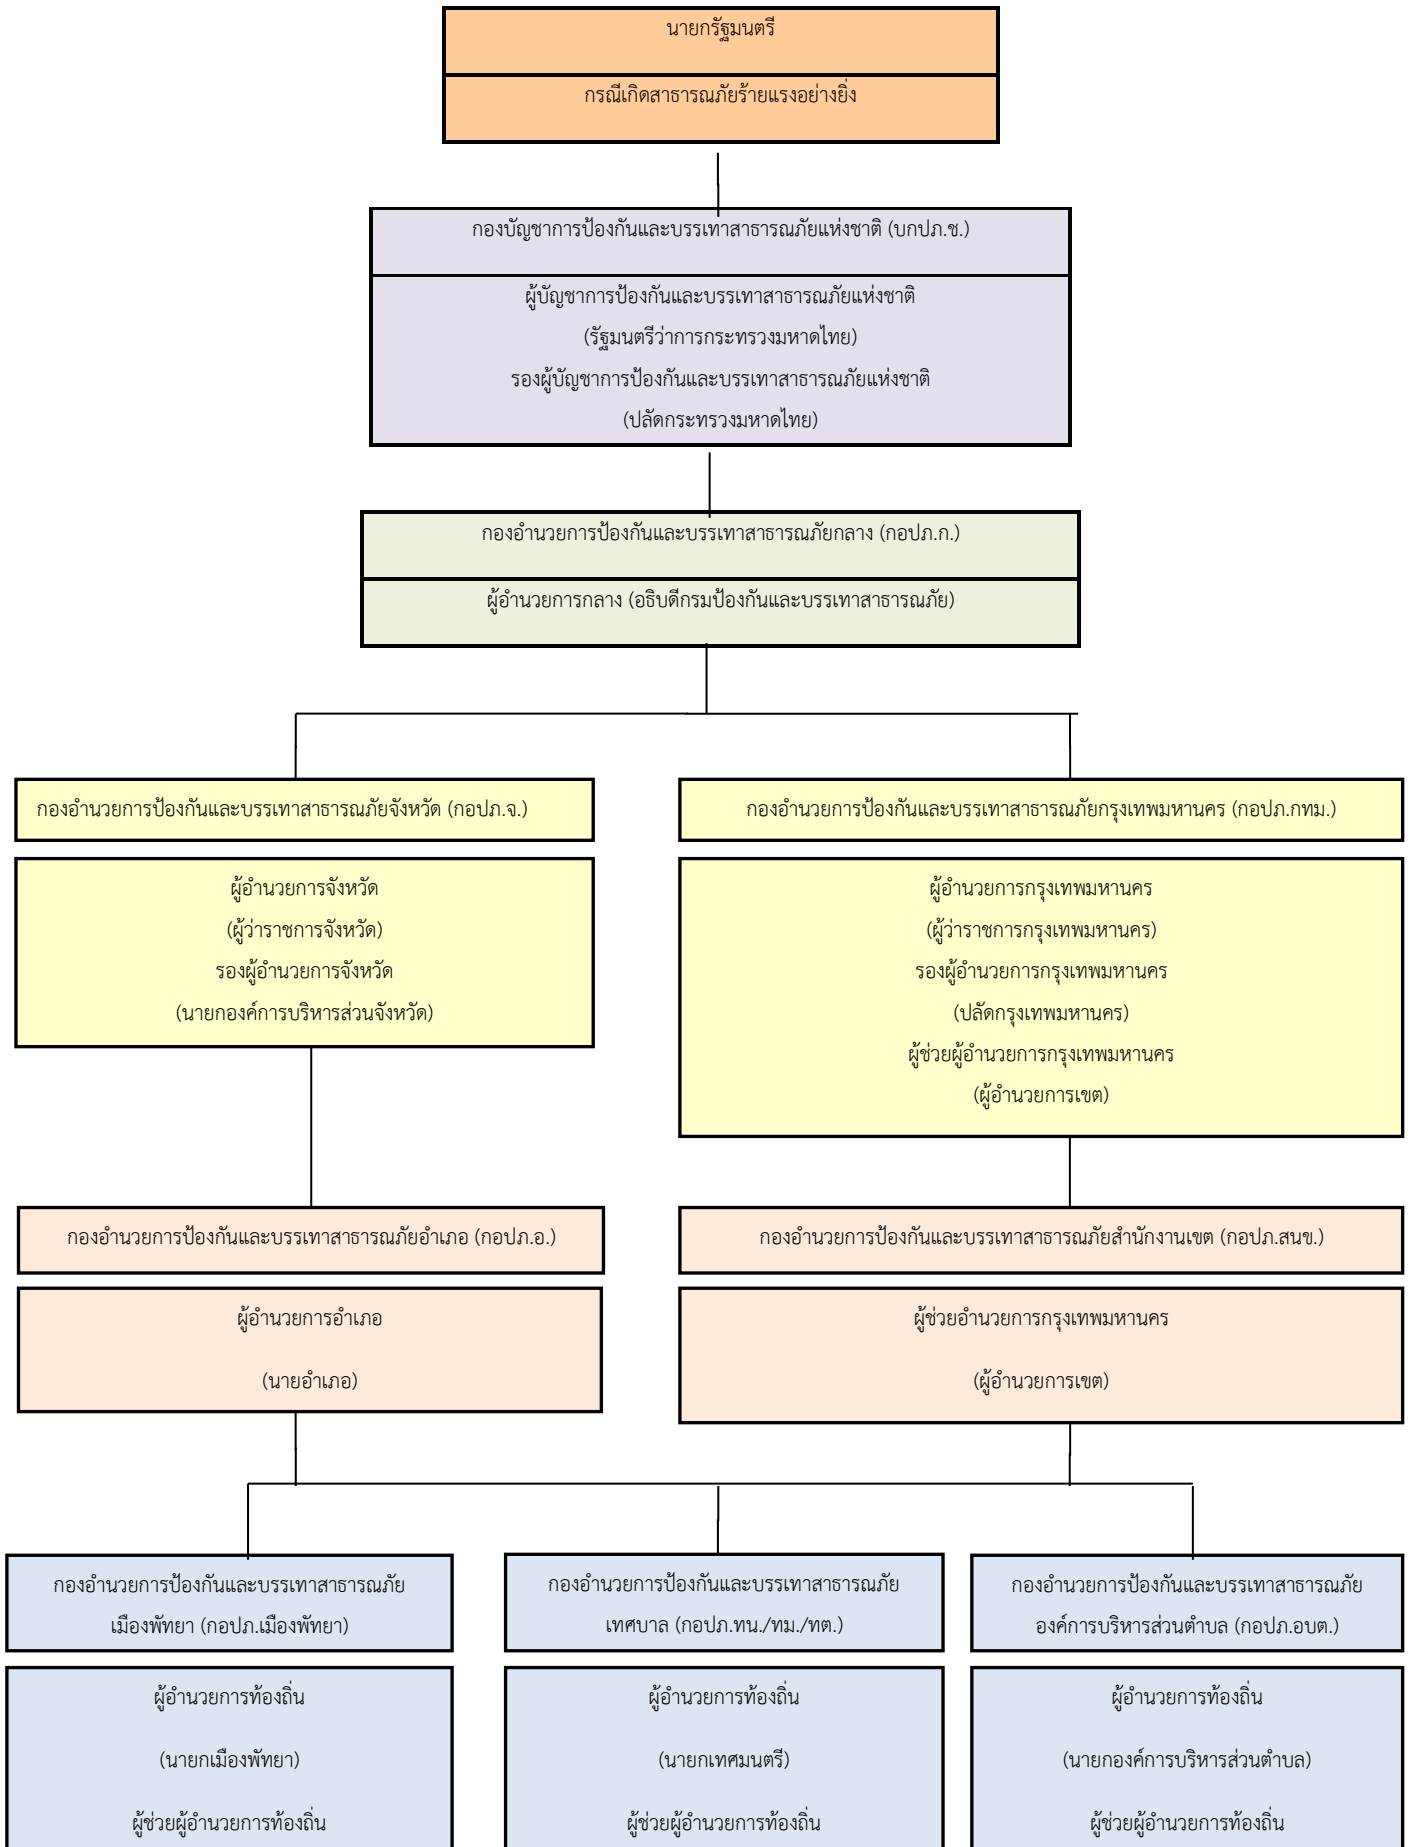 นายกรัฐมนตรี
กรณีเกิดสาธารณภัยร้ายแรงอย่างยิ่ง
กองบัญชาการป้องกันและบรรเทาสาธารณภัยแห่งชาติ (บกปภ.ช.)
ผู้บัญชาการป้องกันและบรรเทาสาธารณภัยแห่งชาติ
(รัฐมนตรีว่าการกระทรวงมหาดไทย)
รองผู้บัญชาการป้องกันและบรรเทาสาธารณภัยแห่งชาติ
(ปลัดกระทรวงมหาดไทย)
กองอำนวยการป้องกันและบรรเทาสาธารณภัยกลาง (กอปภ.ก.)
ผู้อำนวยการกลาง (อธิบดีกรมป้องกันและบรรเทาสาธารณภัย)
กองอำนวยการป้องกันและบรรเทาสาธารณภัยจังหวัด (กอปภ.จ.)
ผู้อำนวยการจังหวัด
(ผู้ว่าราชการจังหวัด)
รองผู้อำนวยการจังหวัด
(นายกองค์การบริหารส่วนจังหวัด)
กองอำนวยการป้องกันและบรรเทาสาธารณภัยกรุงเทพมหานคร (กอปภ.กทม.)
ผู้อำนวยการกรุงเทพมหานคร
(ผู้ว่าราชการกรุงเทพมหานคร)
รองผู้อำนวยการกรุงเทพมหานคร
(ปลัดกรุงเทพมหานคร)
ผู้ช่วยผู้อำนวยการกรุงเทพมหานคร
(ผู้อำนวยการเขต)
กองอำนวยการป้องกันและบรรเทาสาธารณภัยอำเภอ (กอปภ.อ.)
ผู้อำนวยการอำเภอ
(นายอำเภอ)
กองอำนวยการป้องกันและบรรเทาสาธารณภัยสำนักงานเขต (กอปภ.สนข.)
ผู้ช่วยอำนวยการกรุงเทพมหานคร
(ผู้อำนวยการเขต)
กองอำนวยการป้องกันและบรรเทาสาธารณภัย
เมืองพัทยา (กอปภ.เมืองพัทยา)
ผู้อำนวยการท้องถิ่น
(นายกเมืองพัทยา)
ผู้ช่วยผู้อำนวยการท้องถิ่น
กองอำนวยการป้องกันและบรรเทาสาธารณภัย
เทศบาล (กอปภ.ทน./ทม./ทต.)
ผู้อำนวยการท้องถิ่น
(นายกเทศมนตรี)
ผู้ช่วยผู้อำนวยการท้องถิ่น
กองอำนวยการป้องกันและบรรเทาสาธารณภัย
องค์การบริหารส่วนตำบล (กอปภ.อบต.)
ผู้อำนวยการท้องถิ่น
(นายกองค์การบริหารส่วนตำบล)
ผู้ช่วยผู้อำนวยการท้องถิ่น